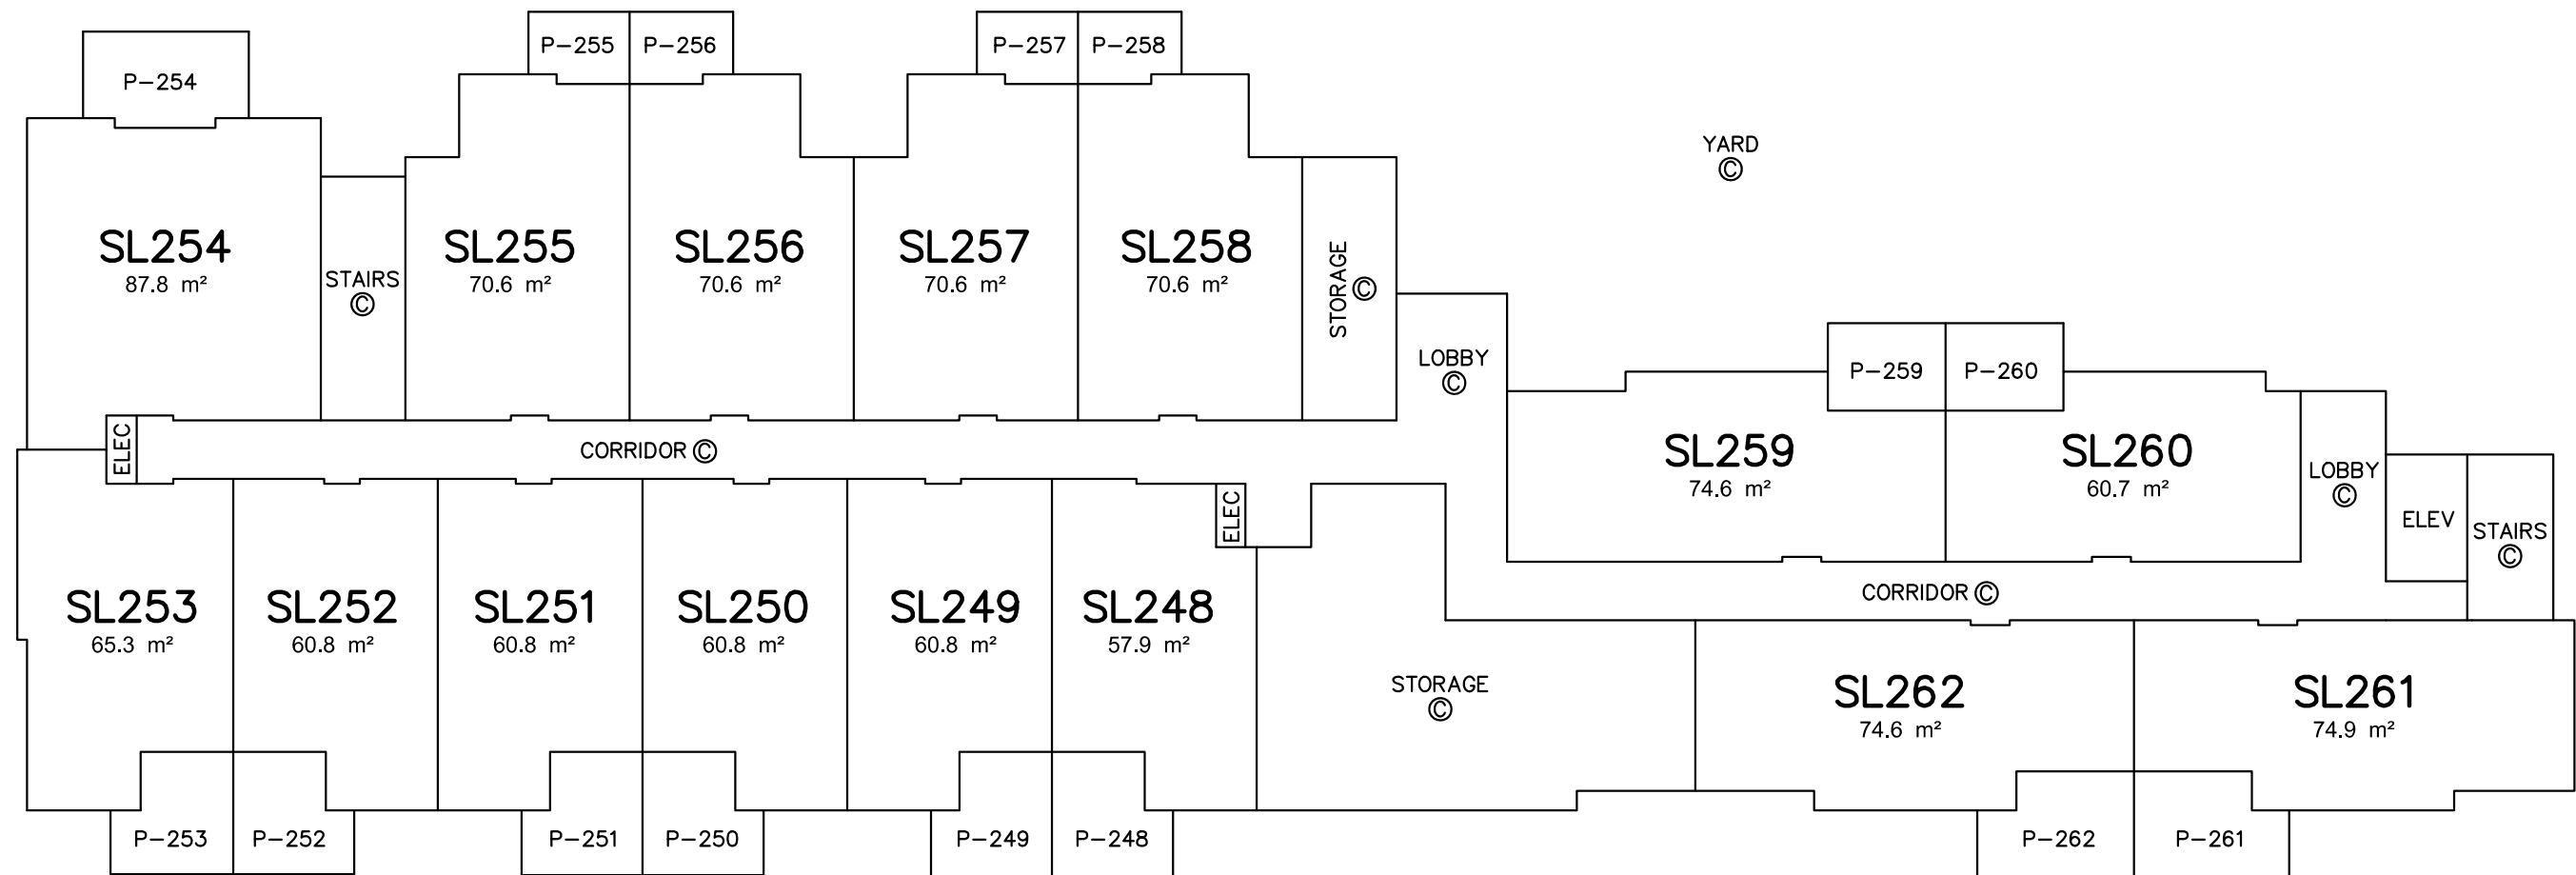 P-255
P-256
P-257
P-258
P-254
YARD
©
SL254
87.8 m²
STAIRS
©
SL255
70.6 m²
SL256
70.6 m²
SL257
70.6 m²
SL258
70.6 m²
STORAGE ©
LOBBY
©
P-259
P-260
ELEC
CORRIDOR ©
SL259
74.6 m²
SL260
60.7 m²
LOBBY
©
ELEV
STAIRS
©
ELEC
CORRIDOR ©
SL253
65.3 m²
SL252
60.8 m²
SL251
60.8 m²
SL250
60.8 m²
SL249
60.8 m²
SL248
57.9 m²
STORAGE
©
SL262
74.6 m²
SL261
74.9 m²
P-253
P-252
P-251
P-250
P-249
P-248
P-262
P-261